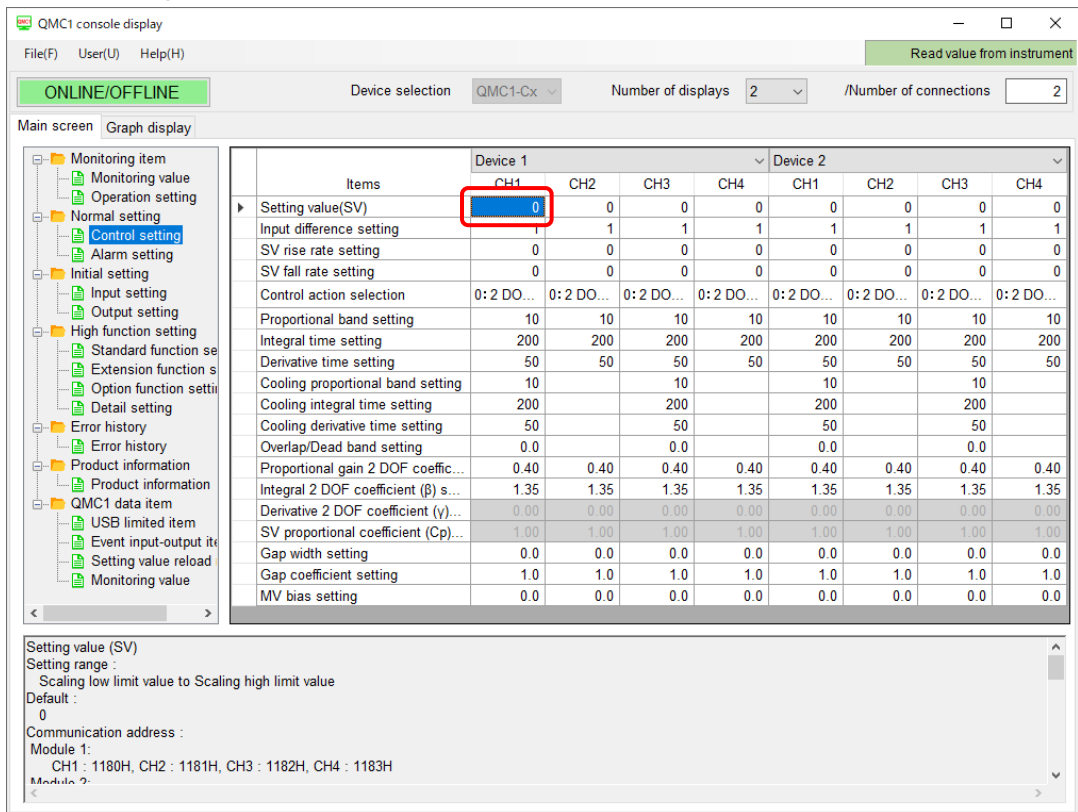 QMC1 QMC1 console display
File(F) User(U) Help(H) Read value from instrument
ONLINE/OFFLINE Device selection QMC1-Cx Number of displays 2 /Number of connections 2
Main screen Graph display
Monitoring item
Monitoring value
Operation setting
Normal setting
Control setting
Alarm setting
Initial setting
Input setting
Output setting
High function setting
Standard function se
Extension function s
Option function settin
Detail setting
Error history
Error history
Product information
Product information
QMC1 data item
USB limited item
Event input-output ite
Setting value reload
Monitoring value
Device 1 Device 2
Items CH1 CH2 CH3 CH4 CH1 CH2 CH3 CH4
Setting value(SV) 0 0 0 0 0 0 0 0
Input difference setting 1 1 1 1 1 1 1 1
SV rise rate setting 0 0 0 0 0 0 0 0
SV fall rate setting 0 0 0 0 0 0 0 0
Control action selection 0: 2 DO... 0: 2 DO... 0: 2 DO... 0: 2 DO... 0: 2 DO... 0: 2 DO... 0: 2 DO... 0: 2 DO...
Proportional band setting 10 10 10 10 10 10 10 10
Integral time setting 200 200 200 200 200 200 200 200
Derivative time setting 50 50 50 50 50 50 50 50
Cooling proportional band setting 10 10 10 10
Cooling integral time setting 200 200 200 200
Cooling derivative time setting 50 50 50 50
Overlap/Dead band setting 0.0 0.0 0.0 0.0
Proportional gain 2 DOF coeffic... 0.40 0.40 0.40 0.40 0.40 0.40 0.40 0.40
Integral 2 DOF coefficient (β) s... 1.35 1.35 1.35 1.35 1.35 1.35 1.35 1.35
Derivative 2 DOF coefficient (γ)... 0.00 0.00 0.00 0.00 0.00 0.00 0.00 0.00
SV proportional coefficient (Cp)... 1.00 1.00 1.00 1.00 1.00 1.00 1.00 1.00
Gap width setting 0.0 0.0 0.0 0.0 0.0 0.0 0.0 0.0
Gap coefficient setting 1.0 1.0 1.0 1.0 1.0 1.0 1.0 1.0
MV bias setting 0.0 0.0 0.0 0.0 0.0 0.0 0.0 0.0
Setting value (SV)
Setting range :
Scaling low limit value to Scaling high limit value
Default :
0
Communication address :
Module 1:
CH1 : 1180H, CH2 : 1181H, CH3 : 1182H, CH4 : 1183H
Module 2: